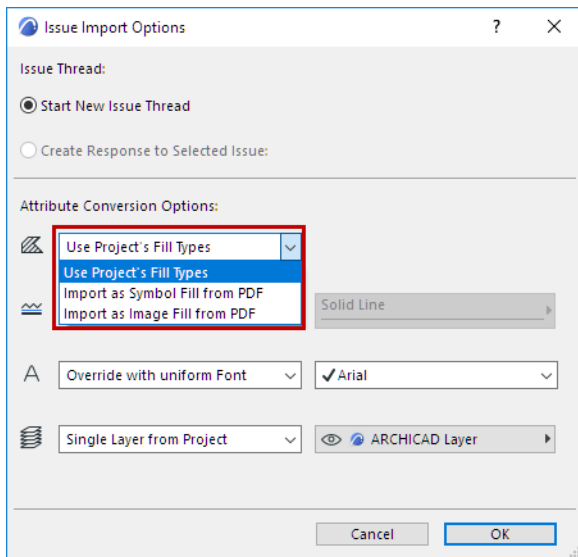 Issue Import Options
?
Issue Thread:
Start New Issue Thread
Create Response to Selected Issue:
Attribute Conversion Options:
Use Project's Fill Types
Use Project's Fill Types
Import as Symbol Fill from PDF
Import as Image Fill from PDF
Solid Line
A
Override with uniform Font
Arial
Single Layer from Project
ARCHICAD Layer
Cancel
OK